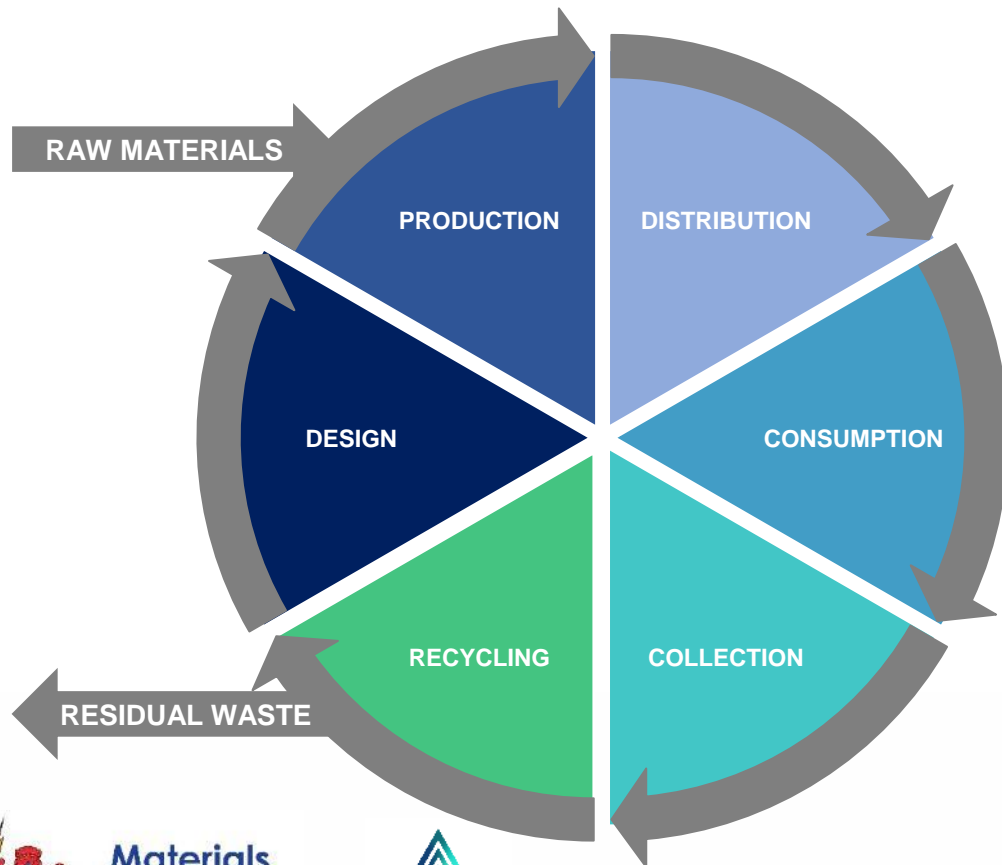 RAW MATERIALS
PRODUCTION
DISTRIBUTION
DESIGN
CONSUMPTION
RECYCLING
COLLECTION
RESIDUAL WASTE
Materials